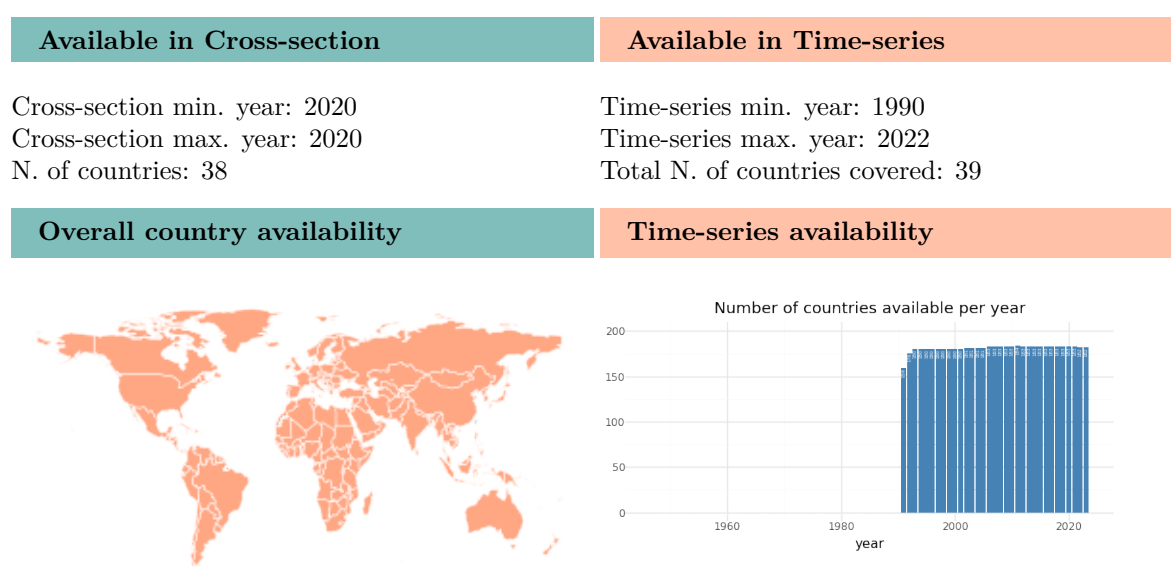 Available in Cross-section
Available in Time-series
Cross-section min. year: 2020
Cross-section max. year: 2020
N. of countries: 38
Time-series min. year: 1990
Time-series max. year: 2022
Total N. of countries covered: 39
Overall country availability
Time-series availability
Number of countries available per year
200
150
100
50
0
1960 1980 2000 2020
year